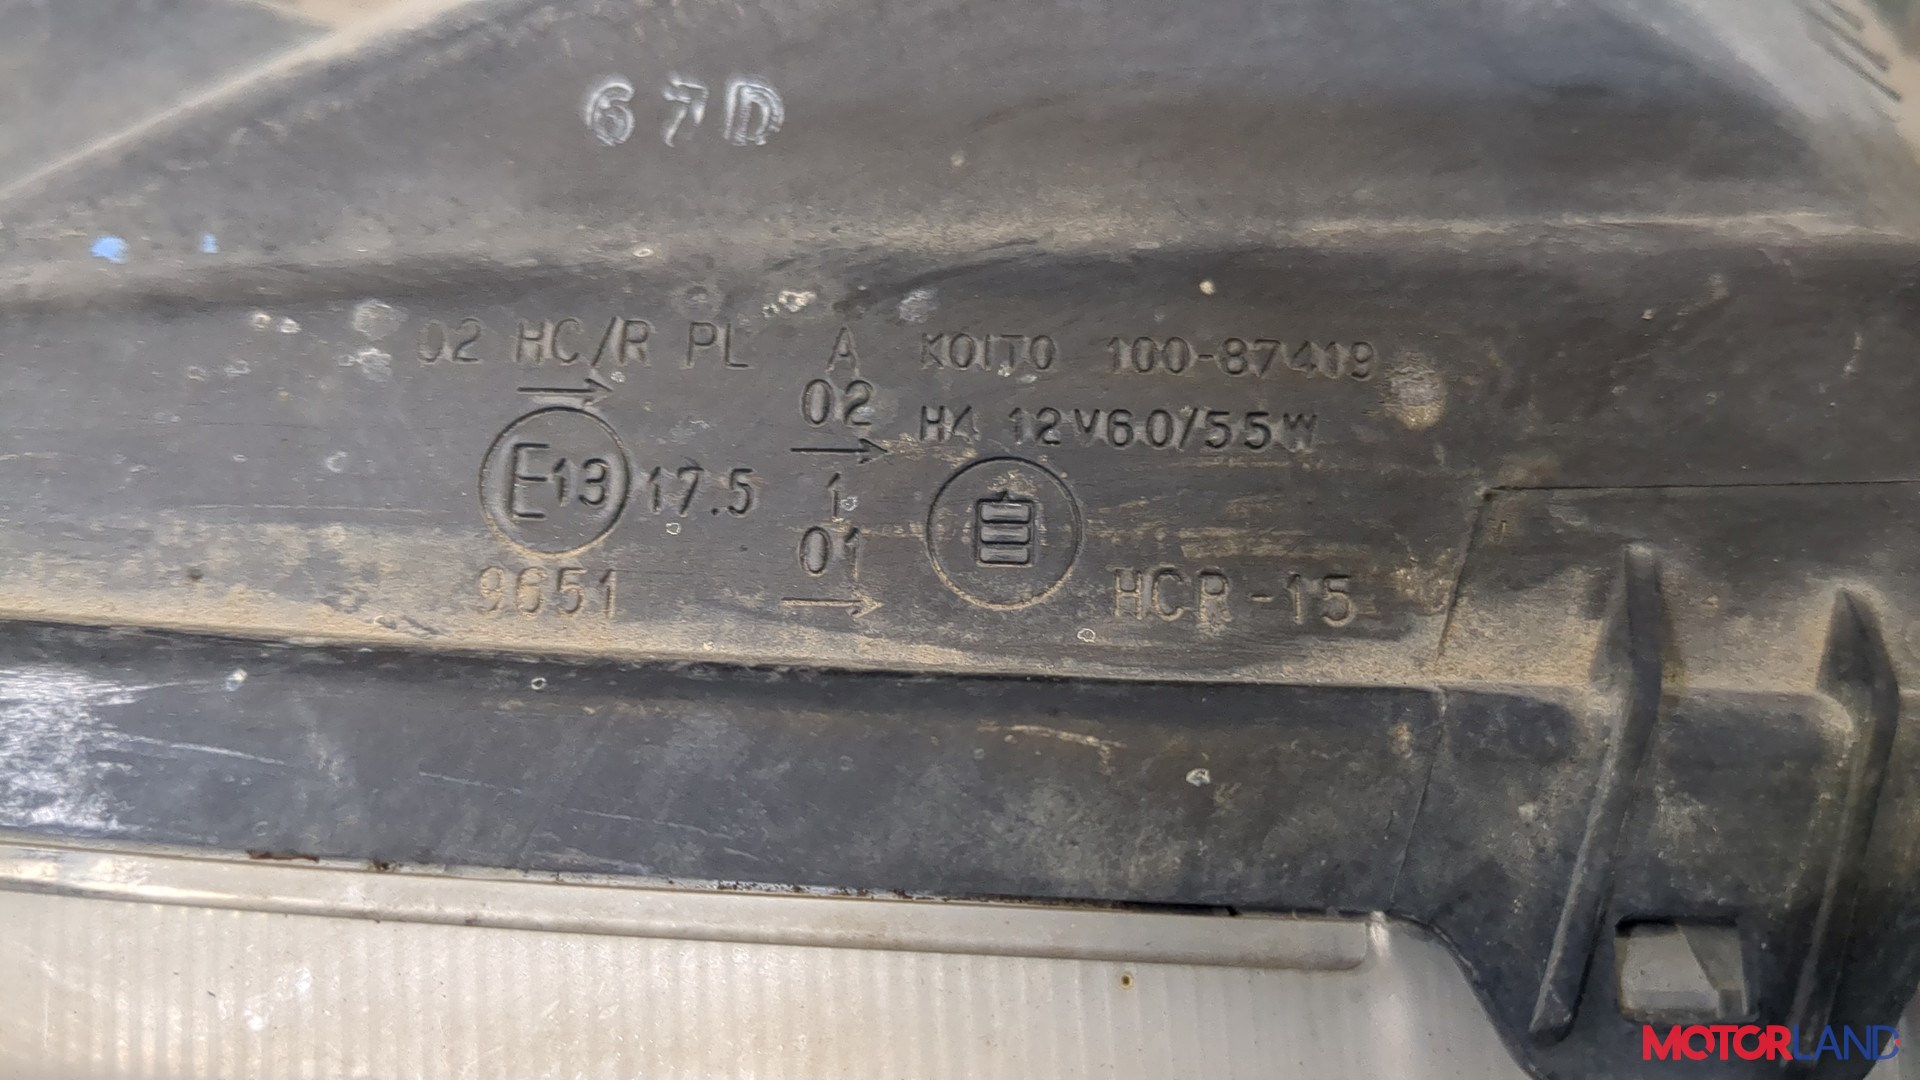 67D
02 HC/R PL A KOITO 100-87419
02 H4 12V60/55W
E13 17.5 1
01
9651 HCR-15
MOTORLAND